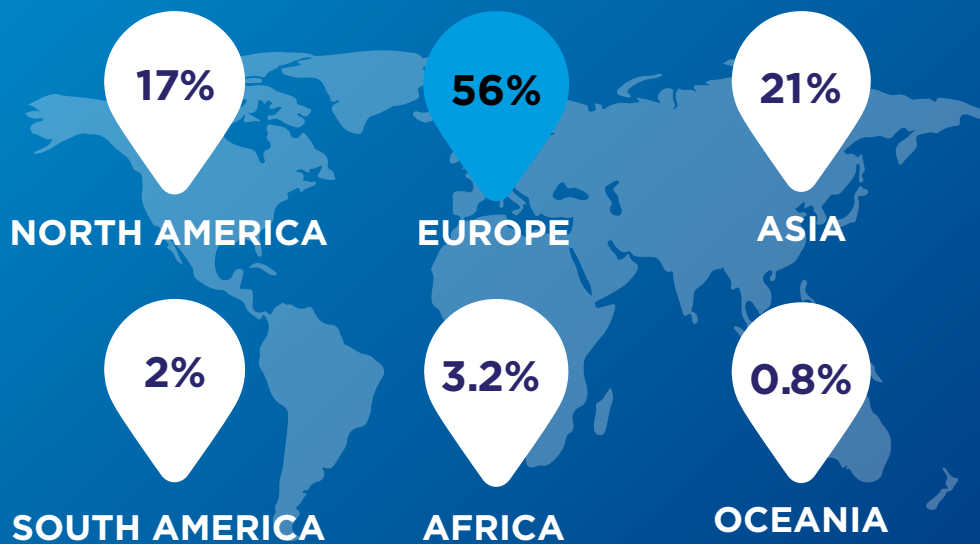 17%
NORTH AMERICA
56%
EUROPE
21%
ASIA
2%
SOUTH AMERICA
3.2%
AFRICA
0.8%
OCEANIA